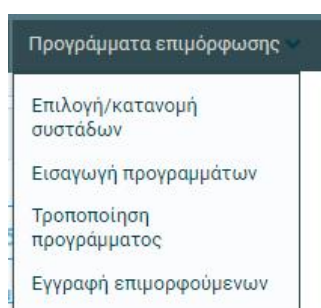 Προγράμματα επιμόρφωσης
Επιλογή/κατανομή
συστάδων
Εισαγωγή προγραμμάτων
Τροποποίηση
προγράμματος
Εγγραφή επιμορφούμενων